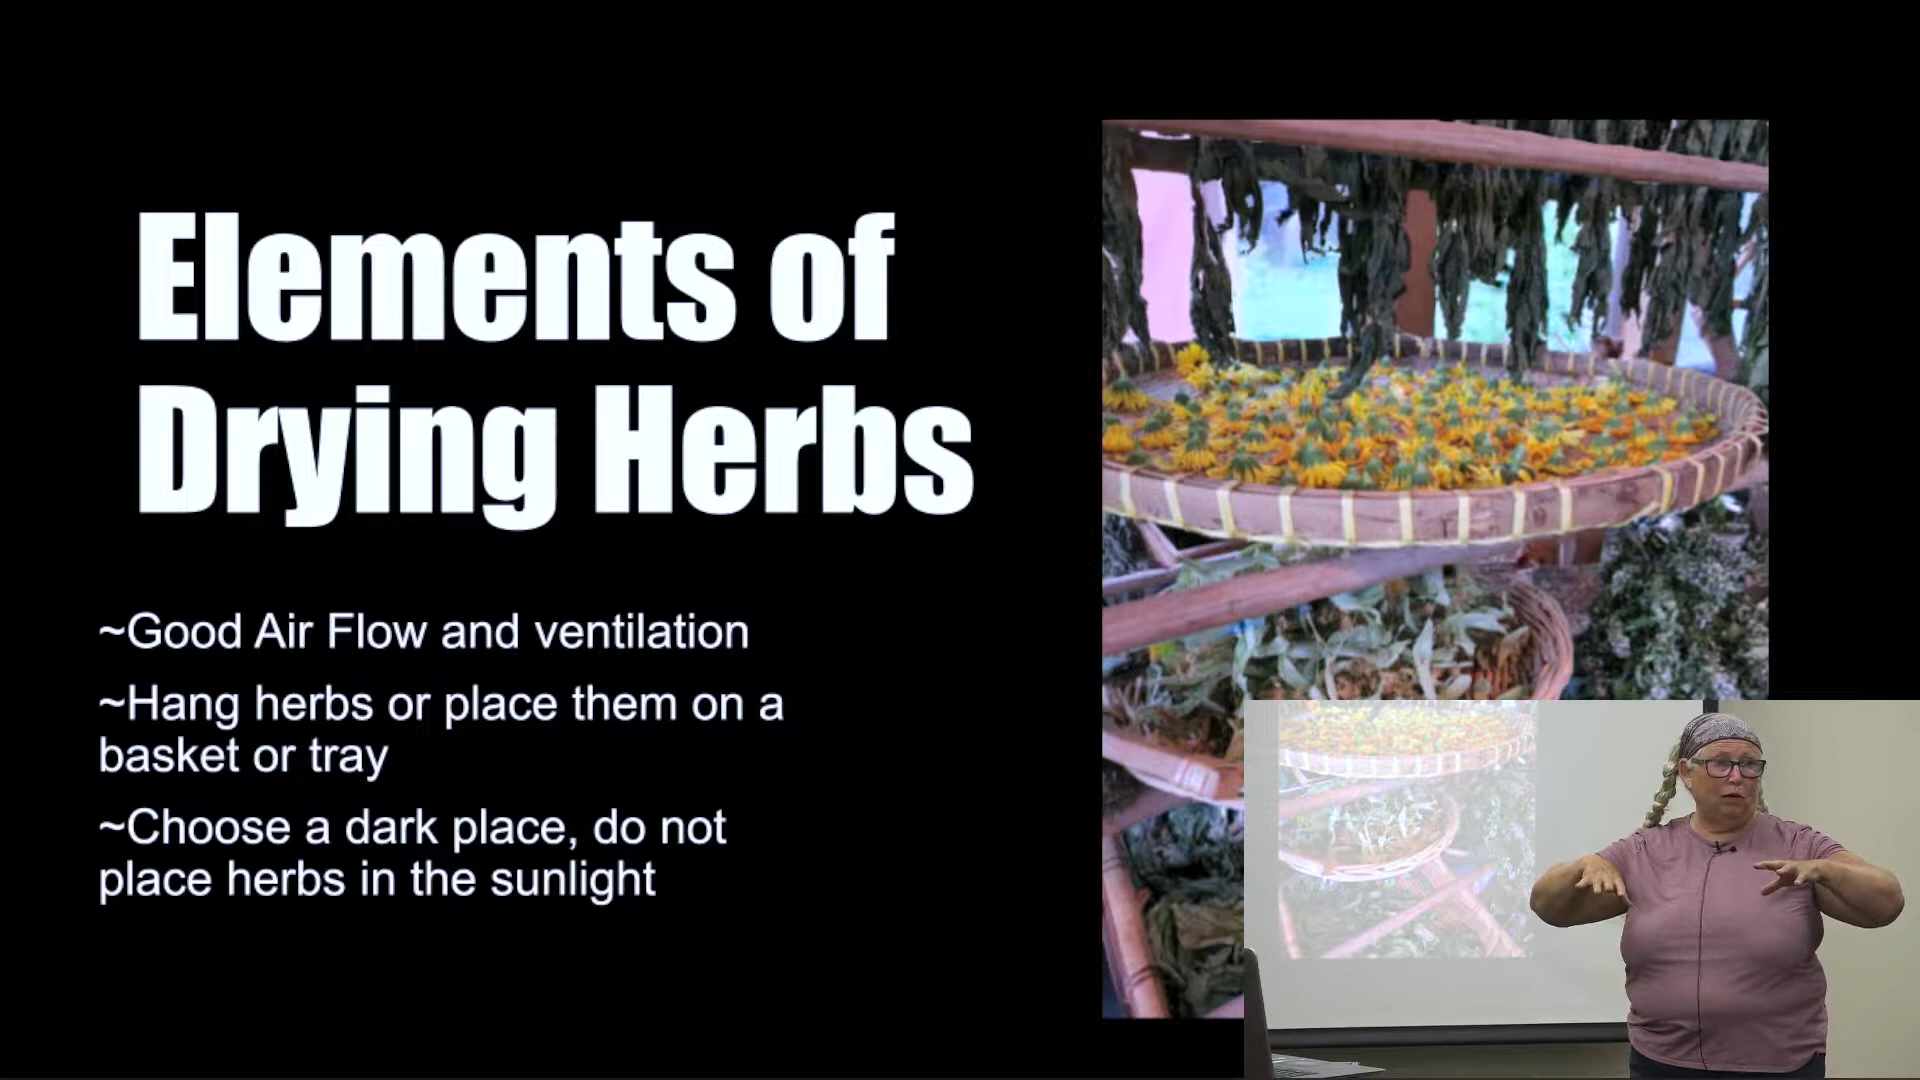 Elements of
Drying Herbs
~Good Air Flow and ventilation
~Hang herbs or place them on a
basket or tray
~Choose a dark place, do not
place herbs in the sunlight